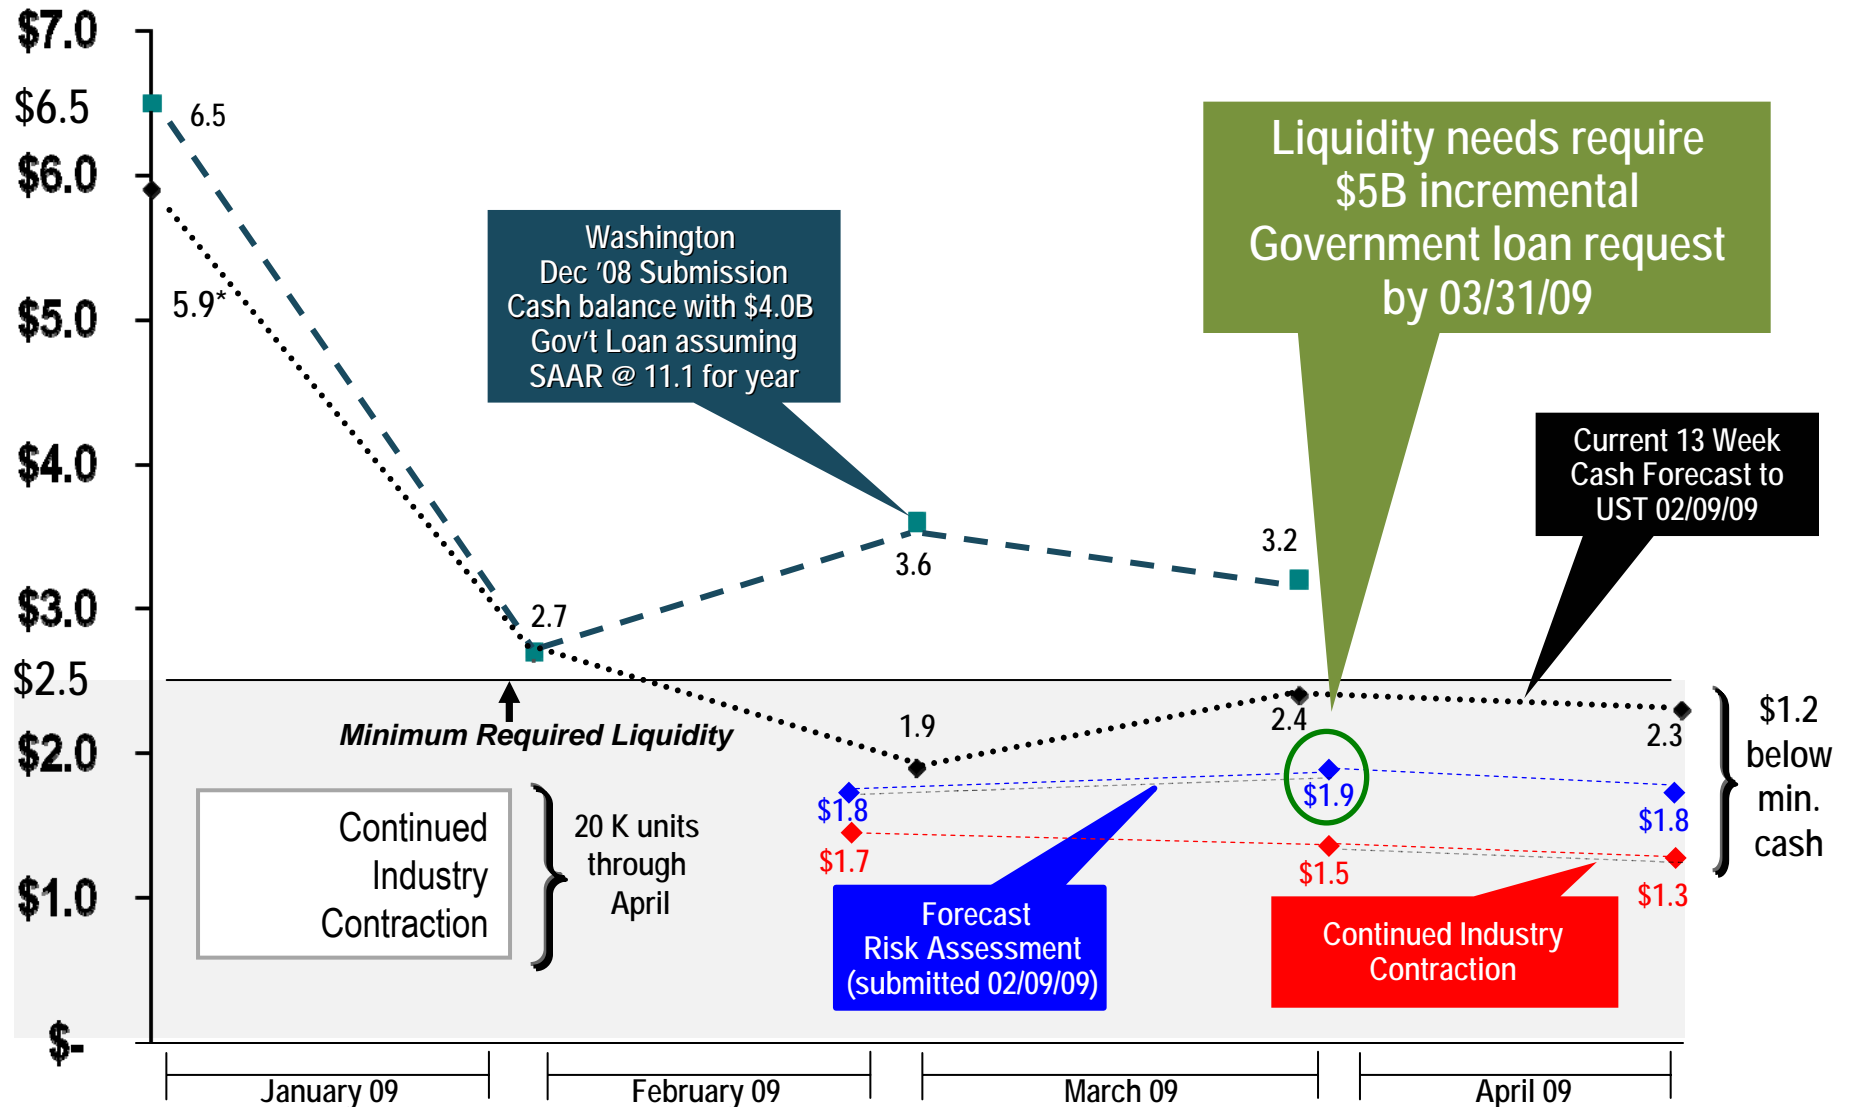 $7.0
$6.5
$6.0
$5.0
$4.0
$3.0
$2.5
$2.0
$1.0
$-
6.5
5.9*
2.7
3.6
3.2
Washington
Dec '08 Submission
Cash balance with $4.0B
Gov't Loan assuming
SAAR @ 11.1 for year
Liquidity needs require
$5B incremental
Government loan request
by 03/31/09
Current 13 Week
Cash Forecast to
UST 02/09/09
Minimum Required Liquidity
1.9
2.4
2.3
$1.2
below
min.
cash
Continued
Industry
Contraction
20 K units
through
April
$1.8
$1.9
$1.8
$1.7
$1.5
$1.3
Forecast
Risk Assessment
(submitted 02/09/09)
Continued Industry
Contraction
January 09
February 09
March 09
April 09